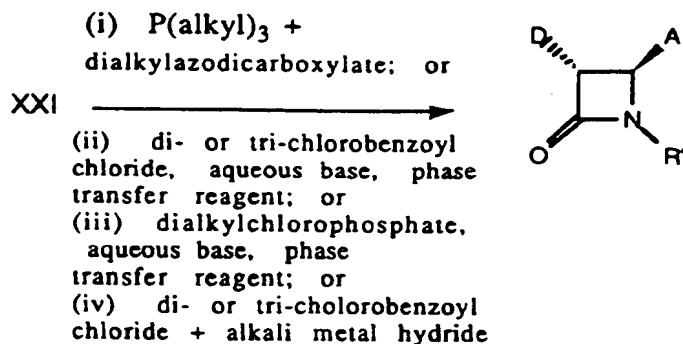 (i) P(alkyl)3 +
dialkylazodicarboxylate; or
XXI
(ii) di- or tri-chlorobenzoyl
chloride, aqueous base, phase
transfer reagent; or
(iii) dialkylchlorophosphate,
aqueous base, phase
transfer reagent; or
(iv) di- or tri-cholorobenzoyl
chloride + alkali metal hydride
D A
O N
R'